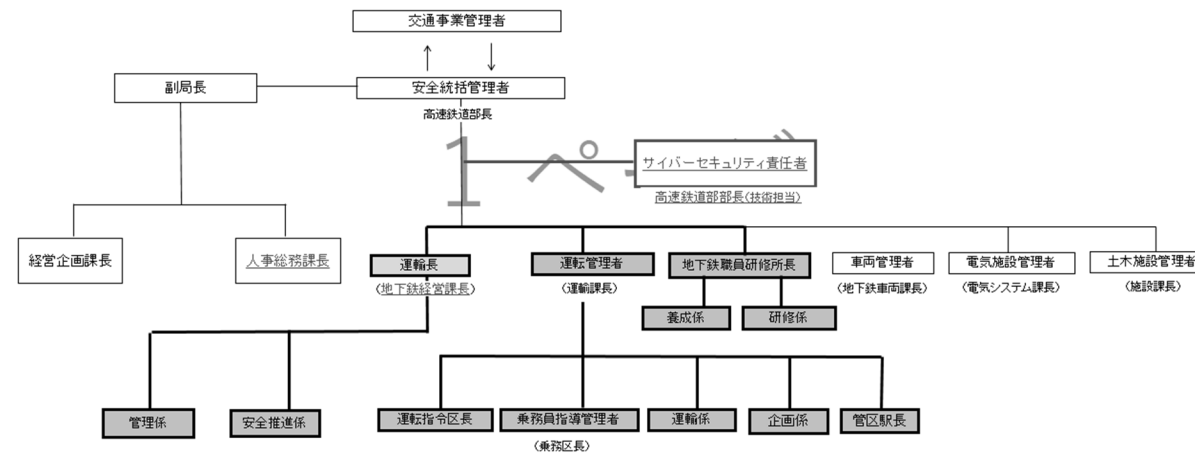 交通事業管理者
副局長
安全統括管理者
高速鉄道部長
1 ペ
サイバーセキュリティ責任者
高速鉄道部部長(技術担当)
経営企画課長
人事総務課長
運輸長
(地下鉄経営課長)
運転管理者
(運輸課長)
地下鉄職員研修所長
車両管理者
(地下鉄車両課長)
電気施設管理者
(電気システム課長)
土木施設管理者
(施設課長)
養成係
研修係
管理係
安全推進係
運転指令区長
乗務員指導管理者
(乗務区長)
運輸係
企画係
管区駅長